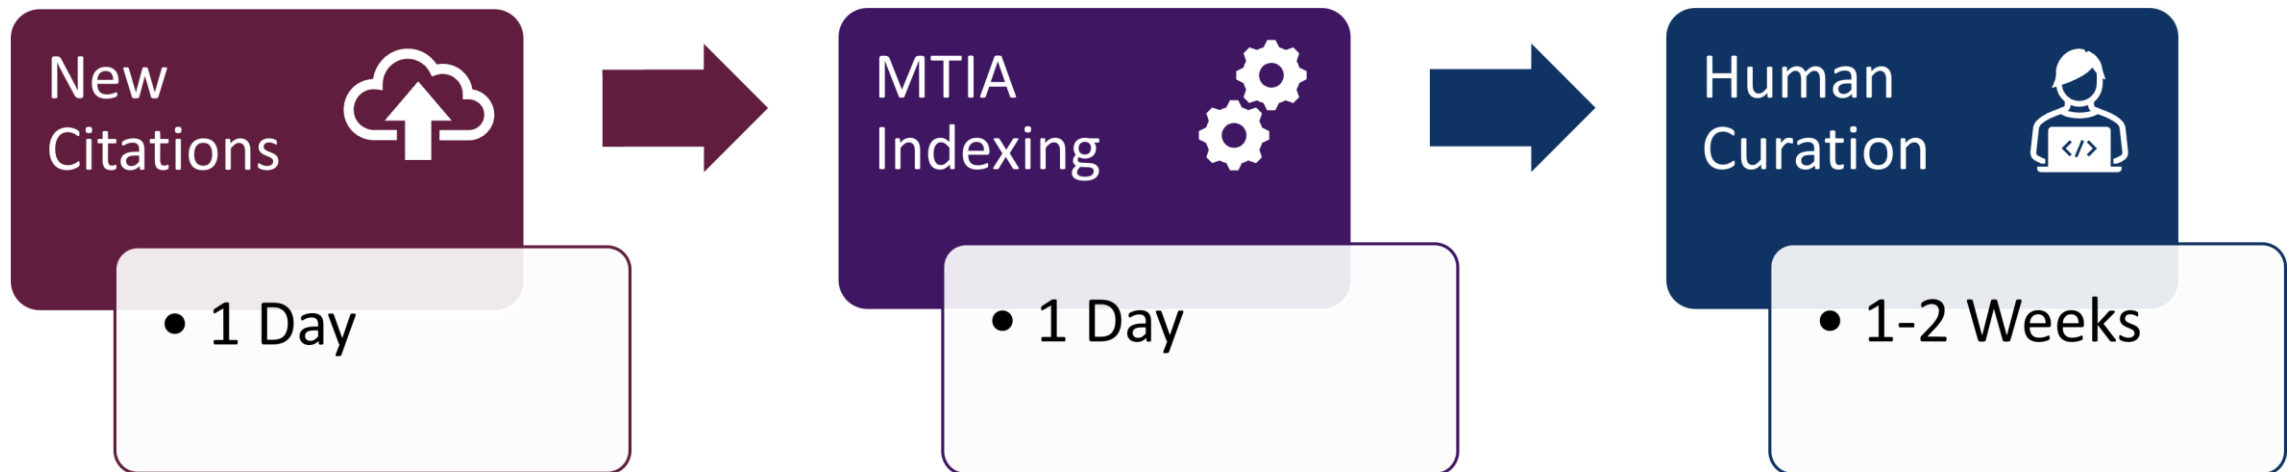 New
Citations
• 1 Day
MTIA
Indexing
• 1 Day
Human
Curation
</>
• 1-2 Weeks